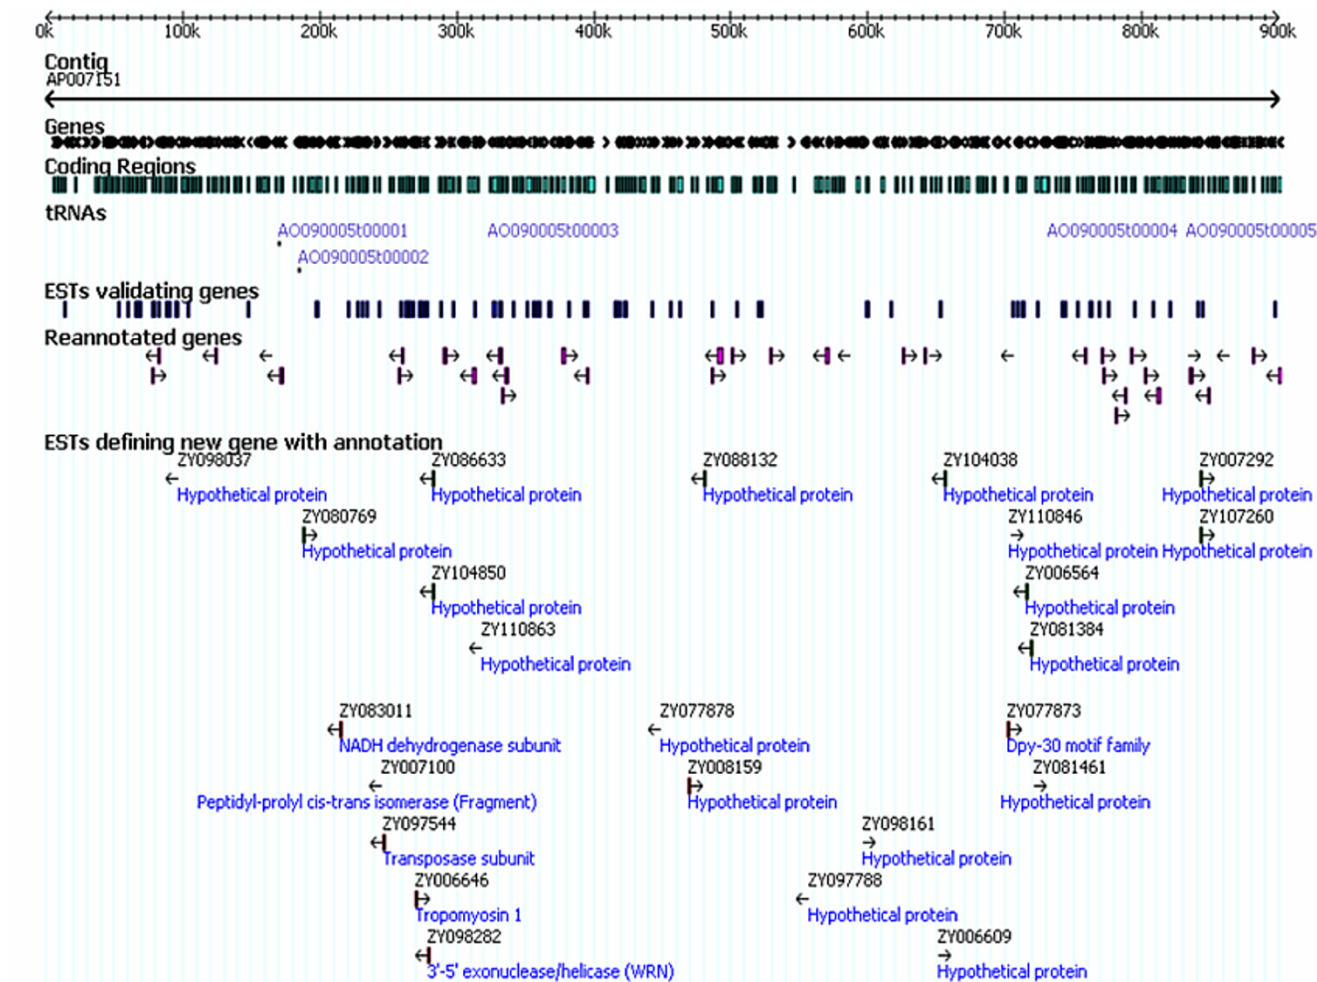 0k 100k 200k 300k 400k 500k 600k 700k 800k 900k
Contig
AP007151
Genes
Coding Regions
tRNAs
AO090005t00001 AO090005t00003 AO090005t00004 AO090005t00005
AO090005t00002
ESTs validating genes
Reannotated genes
ESTs defining new gene with annotation
ZY098037 ZY086633 ZY088132 ZY104038 ZY007292
Hypothetical protein Hypothetical protein Hypothetical protein Hypothetical protein Hypothetical protein
ZY080769 ZY110846 ZY107260
Hypothetical protein Hypothetical protein Hypothetical protein
ZY104850 ZY006564
Hypothetical protein Hypothetical protein
ZY110863 ZY081384
Hypothetical protein Hypothetical protein
ZY083011 ZY077878 ZY077873
NADH dehydrogenase subunit Hypothetical protein Dpy-30 motif family
ZY007100 ZY008159 ZY081461
Peptidyl-prolyl cis-trans isomerase (Fragment) Hypothetical protein Hypothetical protein
ZY097544 ZY098161
Transposase subunit Hypothetical protein
ZY006646 ZY097788
Tropomyosin 1 Hypothetical protein
ZY098282 ZY006609
3'-5' exonuclease/helicase (WRN) Hypothetical protein